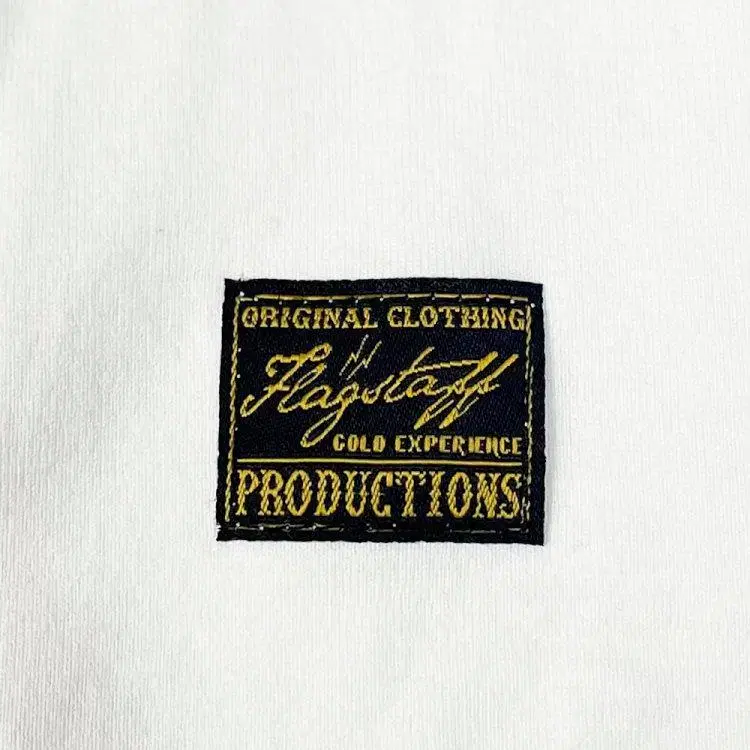 ORIGINAL CLOTHING
Flagstaff
GOLD EXPERIENCE
PRODUCTIONS